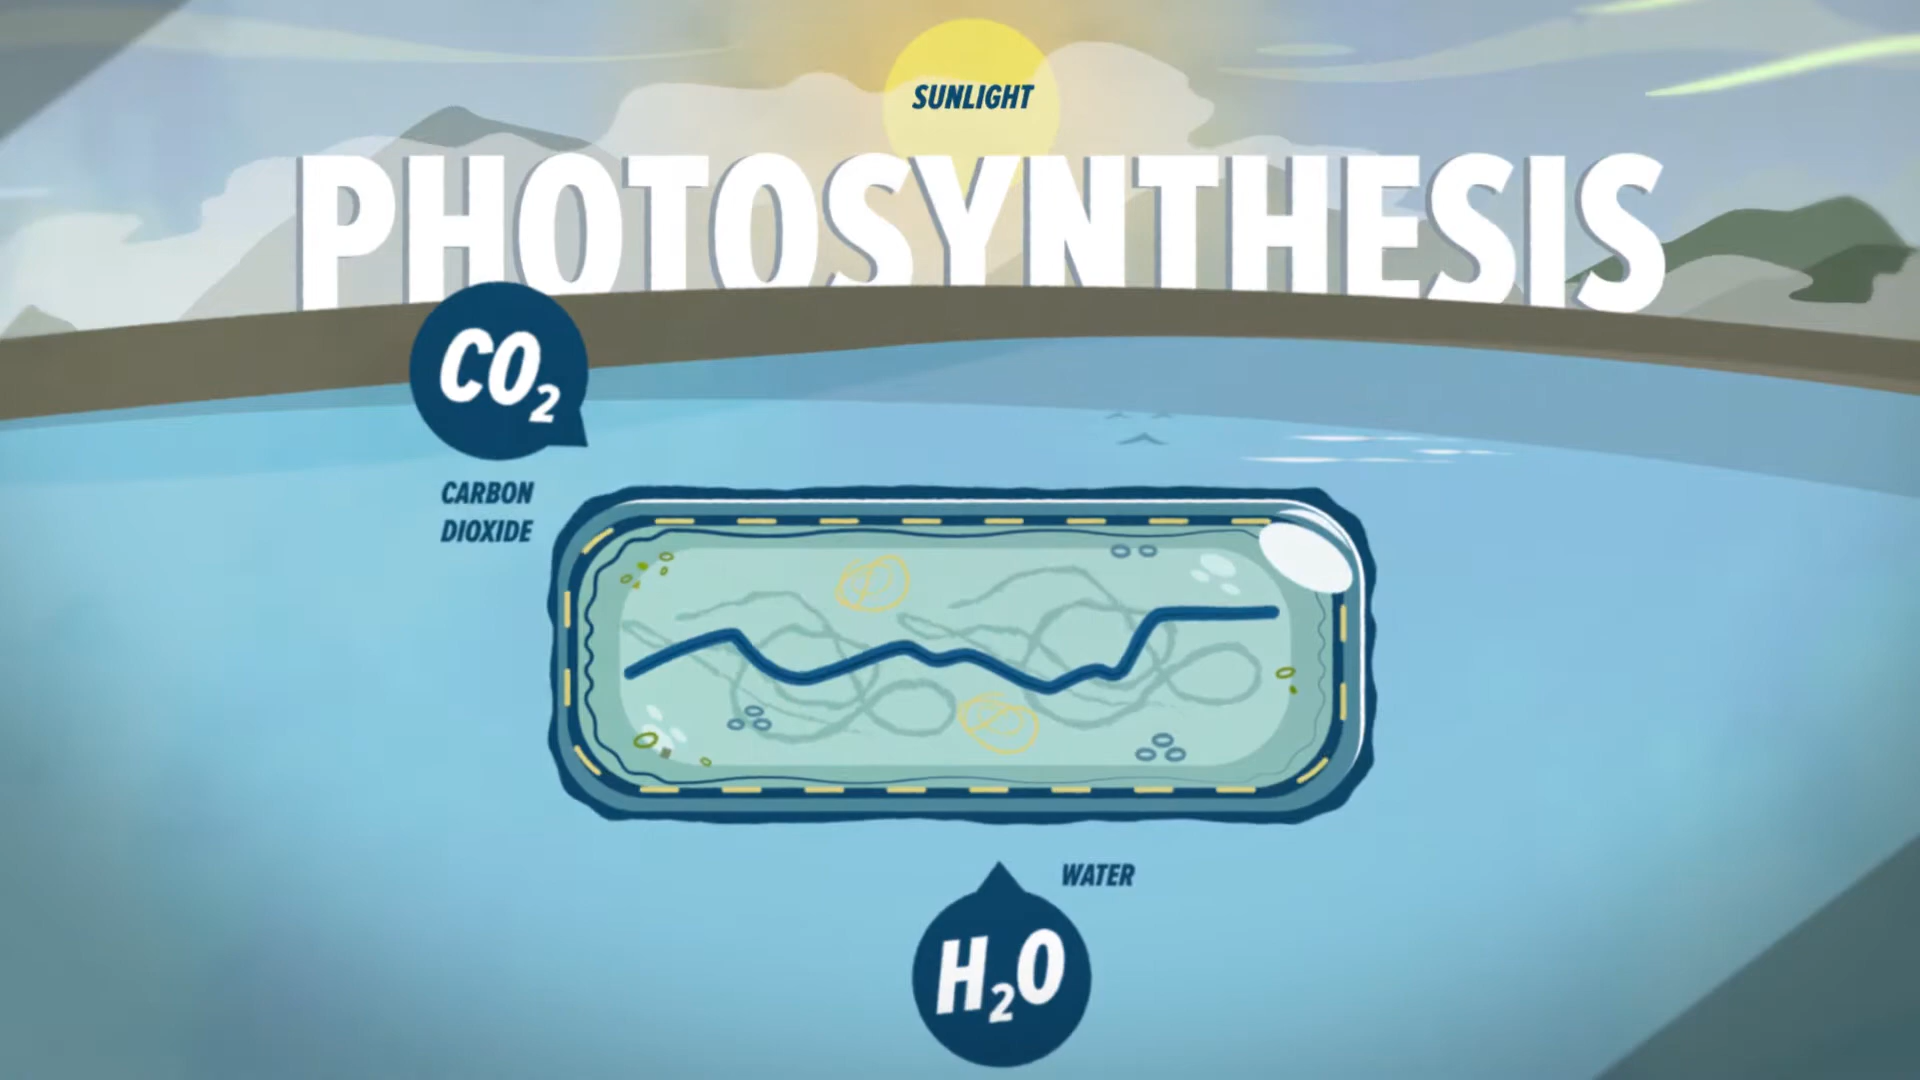 SUNLIGHT
PHOTOSYNTHESIS
CO₂
CARBON
DIOXIDE
WATER
H₂O